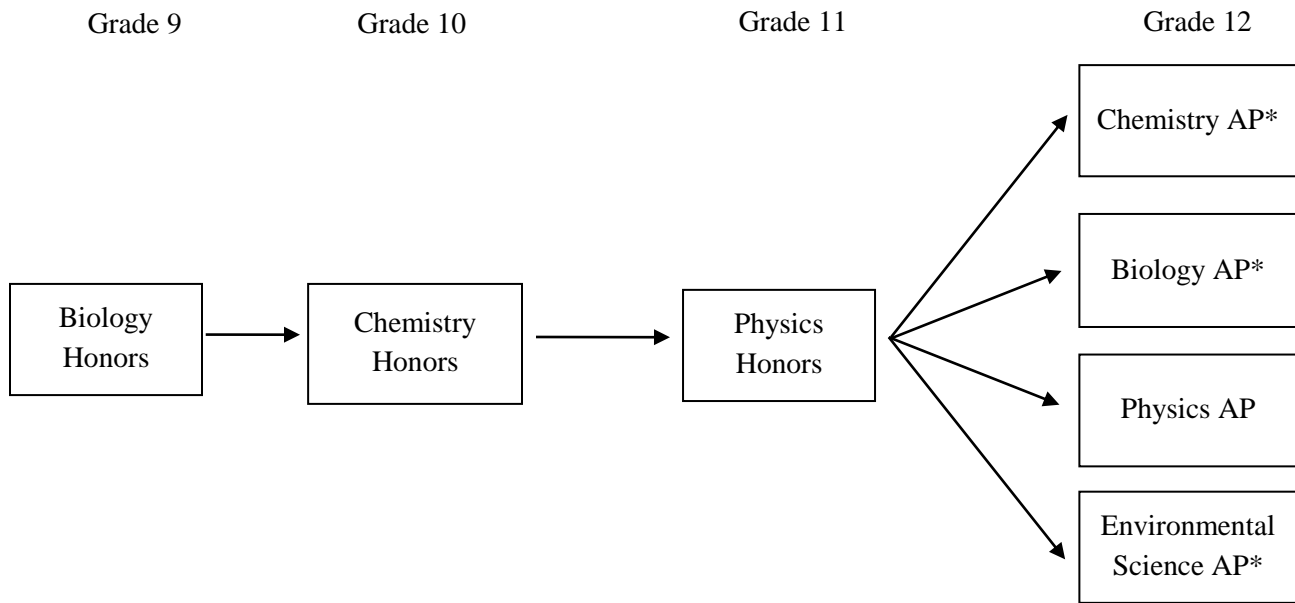 Grade 9
Grade 10
Grade 11
Grade 12
Biology
Honors
Chemistry
Honors
Physics
Honors
Chemistry AP*
Biology AP*
Physics AP
Environmental
Science AP*